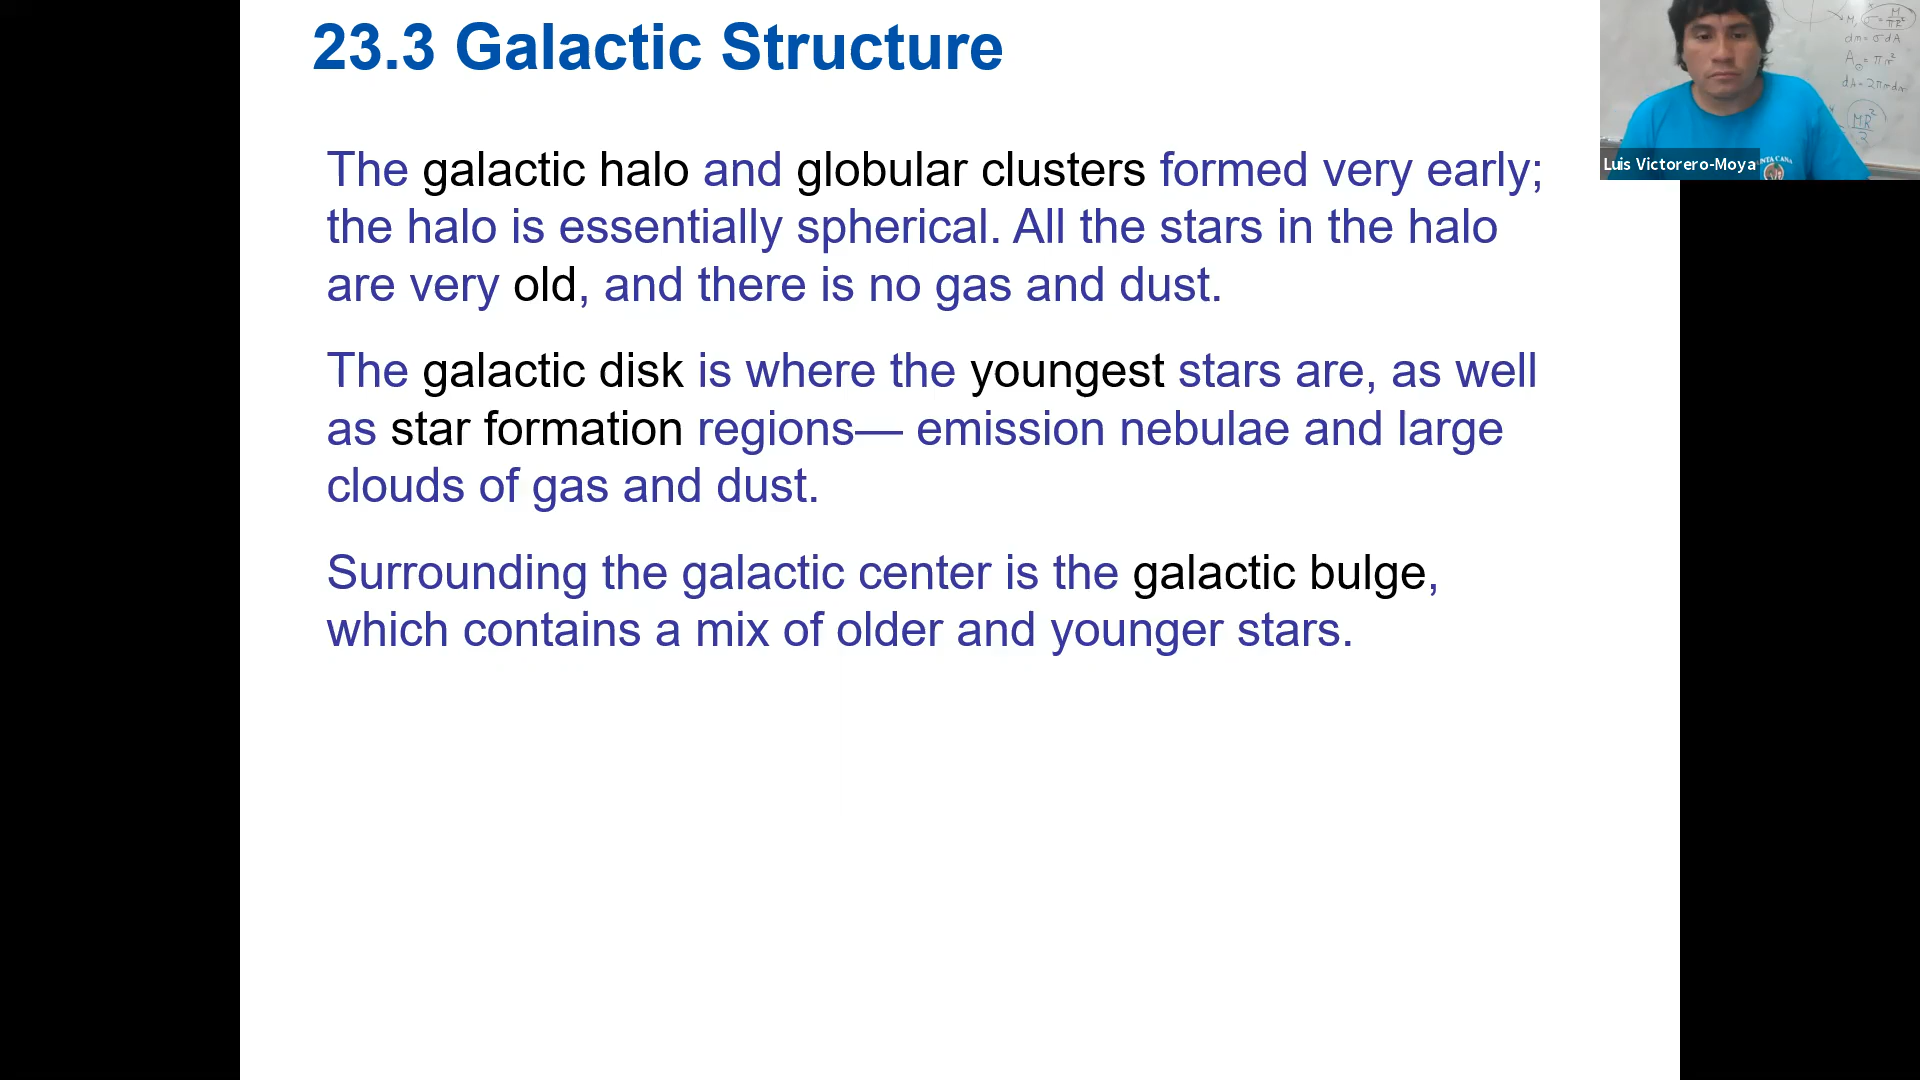 23.3 Galactic Structure
The galactic halo and globular clusters formed very early;
the halo is essentially spherical. All the stars in the halo
are very old, and there is no gas and dust.
The galactic disk is where the youngest stars are, as well
as star formation regions— emission nebulae and large
clouds of gas and dust.
Surrounding the galactic center is the galactic bulge,
which contains a mix of older and younger stars.
Luis Victorero-Moya
dm = σdA